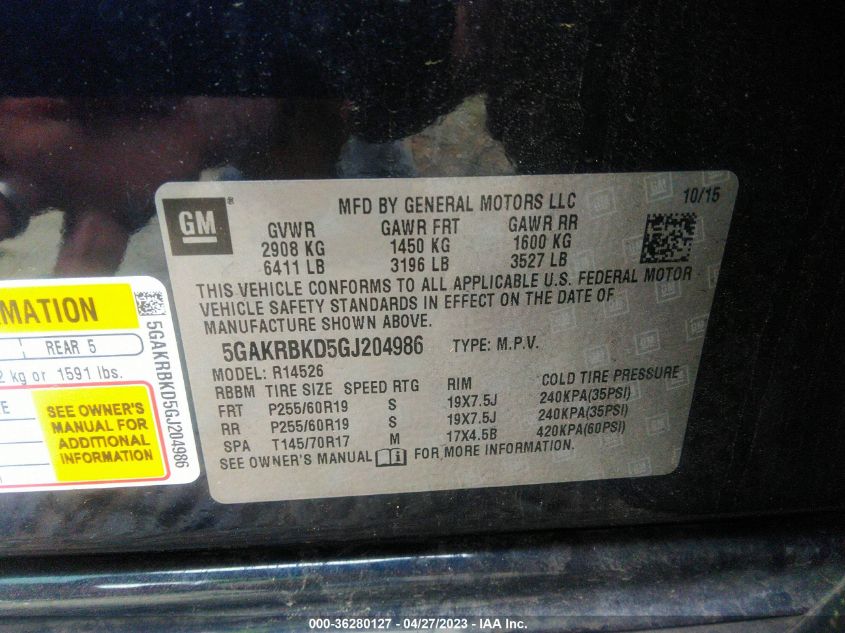 GM ®
MFD BY GENERAL MOTORS LLC
10/15
GVWR GAWR FRT GAWR RR
2908 KG 1450 KG 1600 KG
6411 LB 3196 LB 3527 LB
THIS VEHICLE CONFORMS TO ALL APPLICABLE U.S. FEDERAL MOTOR
VEHICLE SAFETY STANDARDS IN EFFECT ON THE DATE OF
MANUFACTURE SHOWN ABOVE.
5GAKRBKD5GJ204986 TYPE: M.P.V.
MODEL: R14526
RBBM TIRE SIZE SPEED RTG RIM COLD TIRE PRESSURE
FRT P255/60R19 S 19X7.5J 240KPA(35PSI)
RR P255/60R19 S 19X7.5J 240KPA(35PSI)
SPA T145/70R17 M 17X4.5B 420KPA(60PSI)
SEE OWNER'S MANUAL FOR MORE INFORMATION.
MATION
REAR 5
kg or 1591 lbs.
SEE OWNER'S
MANUAL FOR
ADDITIONAL
INFORMATION
5GAKRBKD5GJ204986
000-36280127 - 04/27/2023 - IAA Inc.